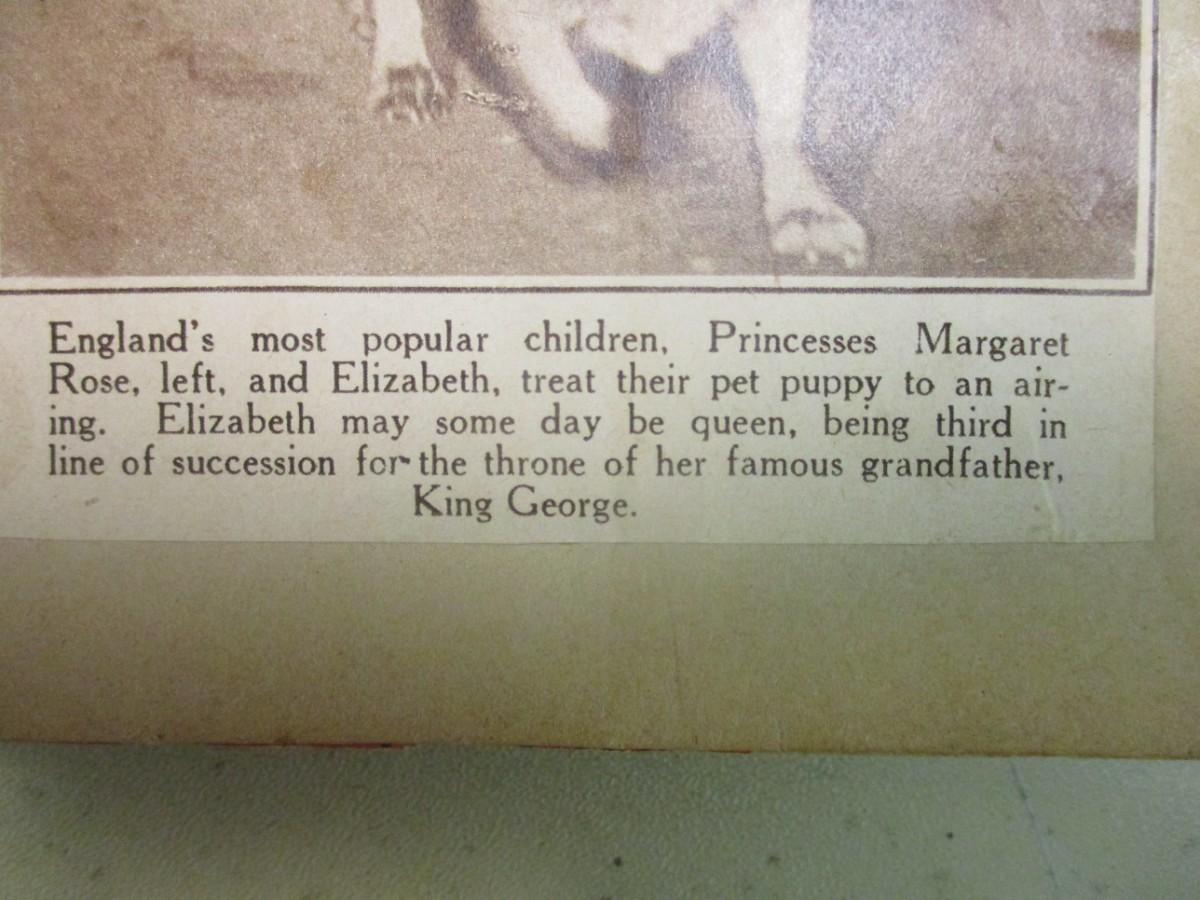 England's most popular children, Princesses Margaret
Rose, left, and Elizabeth, treat their pet puppy to an air-
ing. Elizabeth may some day be queen, being third in
line of succession for the throne of her famous grandfather,
King George.